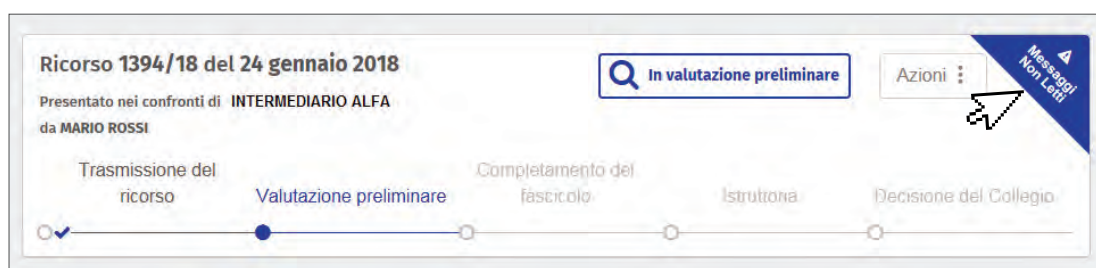 Ricorso 1394/18 del 24 gennaio 2018
In valutazione preliminare
Azioni
Messaggi
Non Letti
Presentato nei confronti di INTERMEDIARIO ALFA
da MARIO ROSSI
Trasmissione del
ricorso
Valutazione preliminare
Completamento del
fascicolo
Istruttoria
Decisione del Collegio